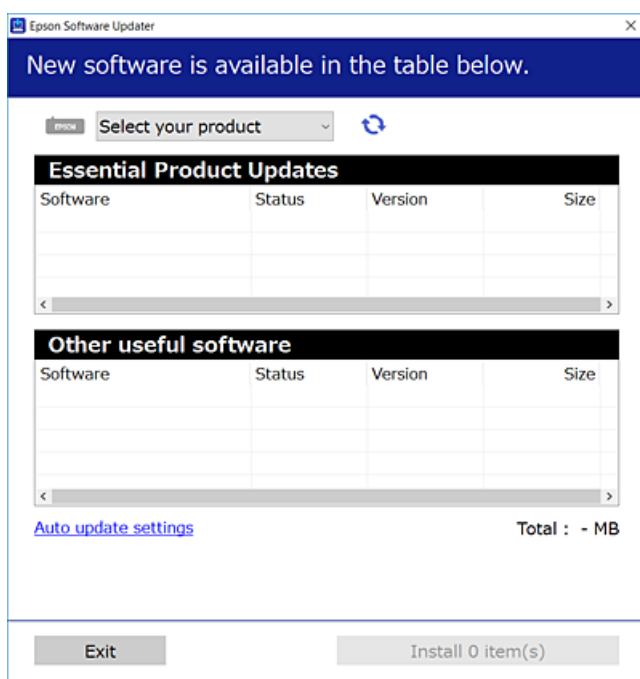 Epson Software Updater
New software is available in the table below.
EPSON Select your product
Essential Product Updates
Software Status Version Size
Other useful software
Software Status Version Size
Auto update settings Total : - MB
Exit Install 0 item(s)